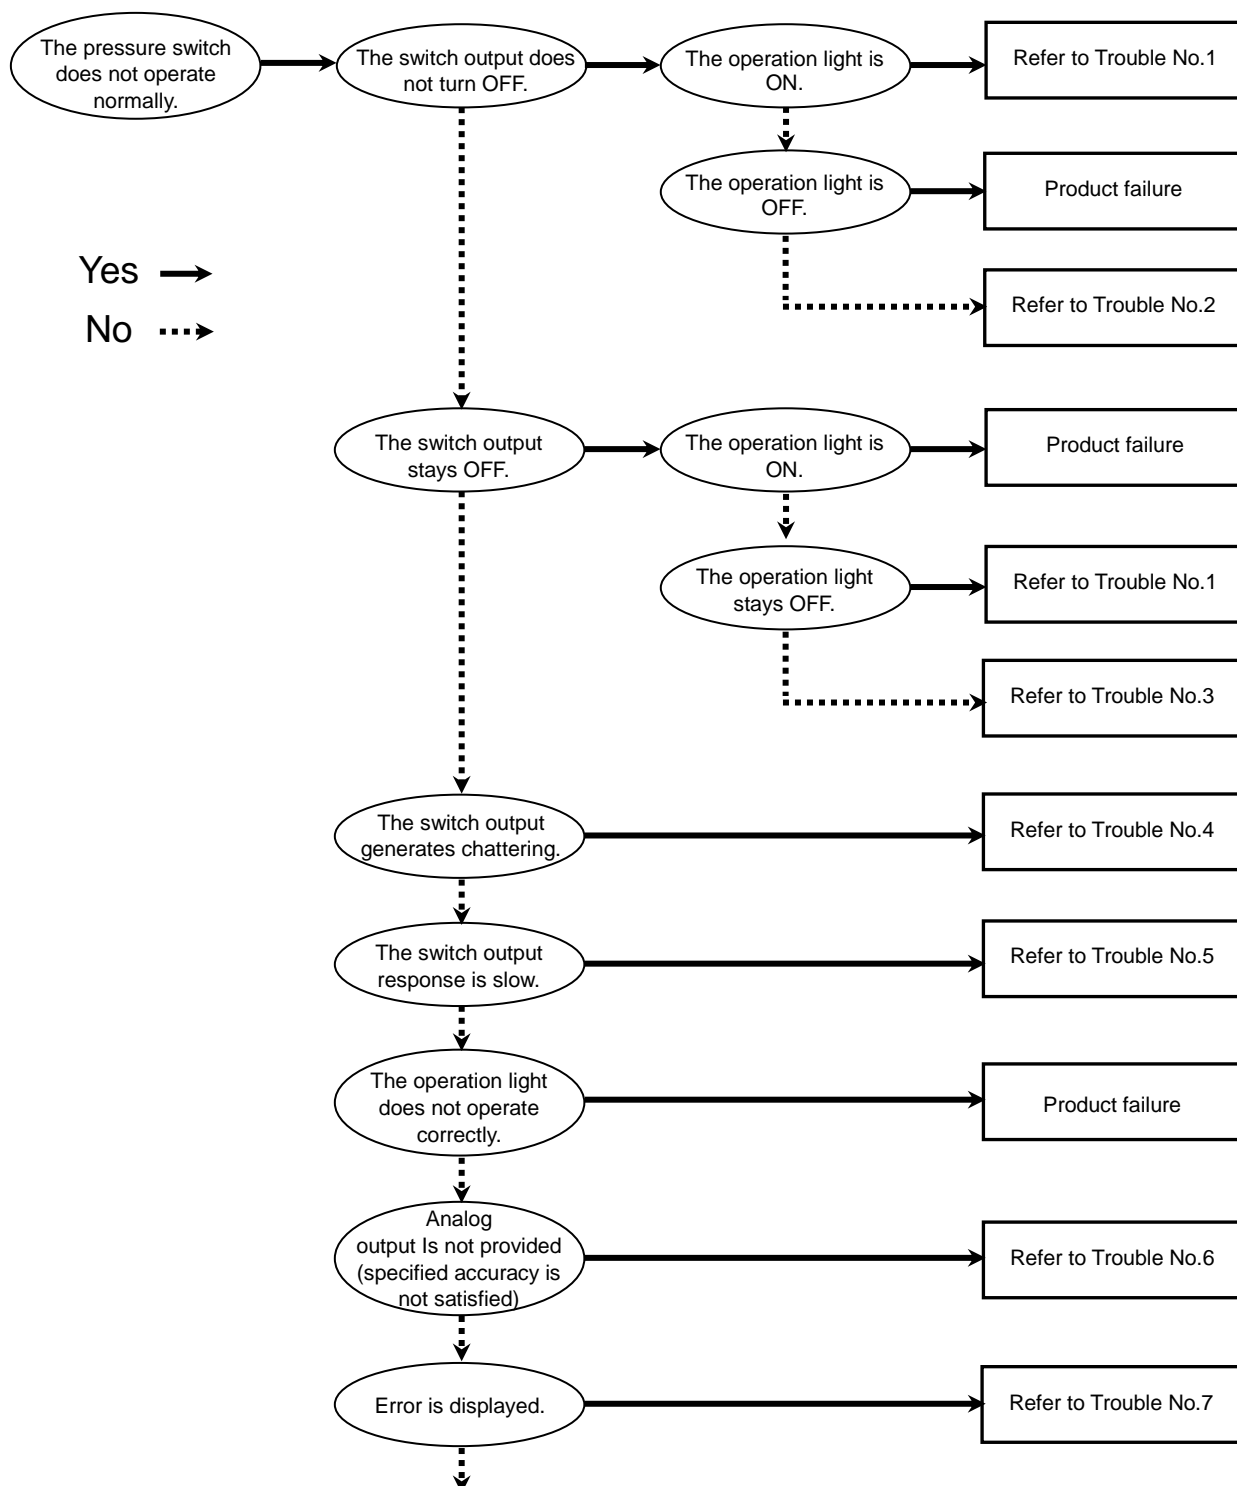 The pressure switch
does not operate
normally.
The switch output does
not turn OFF.
The operation light is
ON.
Refer to Trouble No.1
The operation light is
OFF.
Product failure
Yes
No
Refer to Trouble No.2
The switch output
stays OFF.
The operation light is
ON.
Product failure
The operation light
stays OFF.
Refer to Trouble No.1
Refer to Trouble No.3
The switch output
generates chattering.
Refer to Trouble No.4
The switch output
response is slow.
Refer to Trouble No.5
The operation light
does not operate
correctly.
Product failure
Analog
output Is not provided
(specified accuracy is
not satisfied)
Refer to Trouble No.6
Error is displayed.
Refer to Trouble No.7